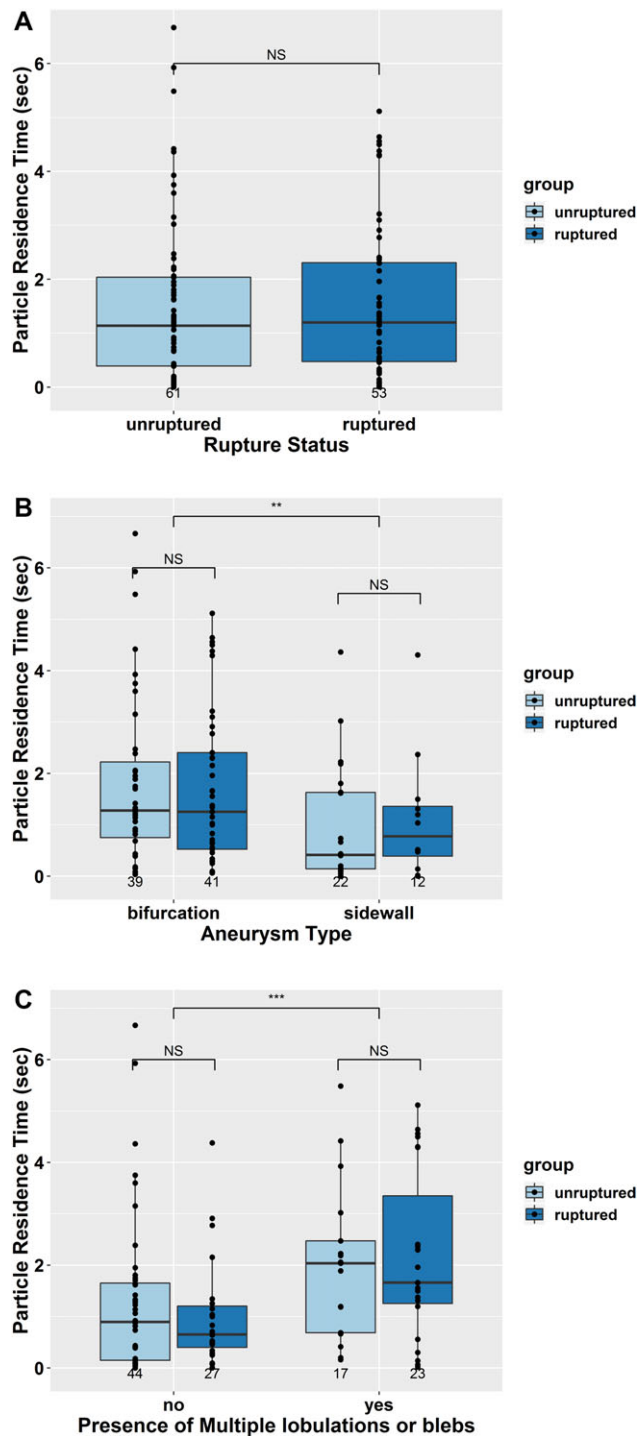 A
Particle Residence Time (sec)
6
4
2
0
NS
61
53
unruptured
ruptured
Rupture Status
group
unruptured
ruptured
B
Particle Residence Time (sec)
6
4
2
0
**
NS
NS
39
41
22
12
bifurcation
sidewall
Aneurysm Type
group
unruptured
ruptured
C
Particle Residence Time (sec)
6
4
2
0
***
NS
NS
44
27
17
23
no
yes
Presence of Multiple lobulations or blebs
group
unruptured
ruptured